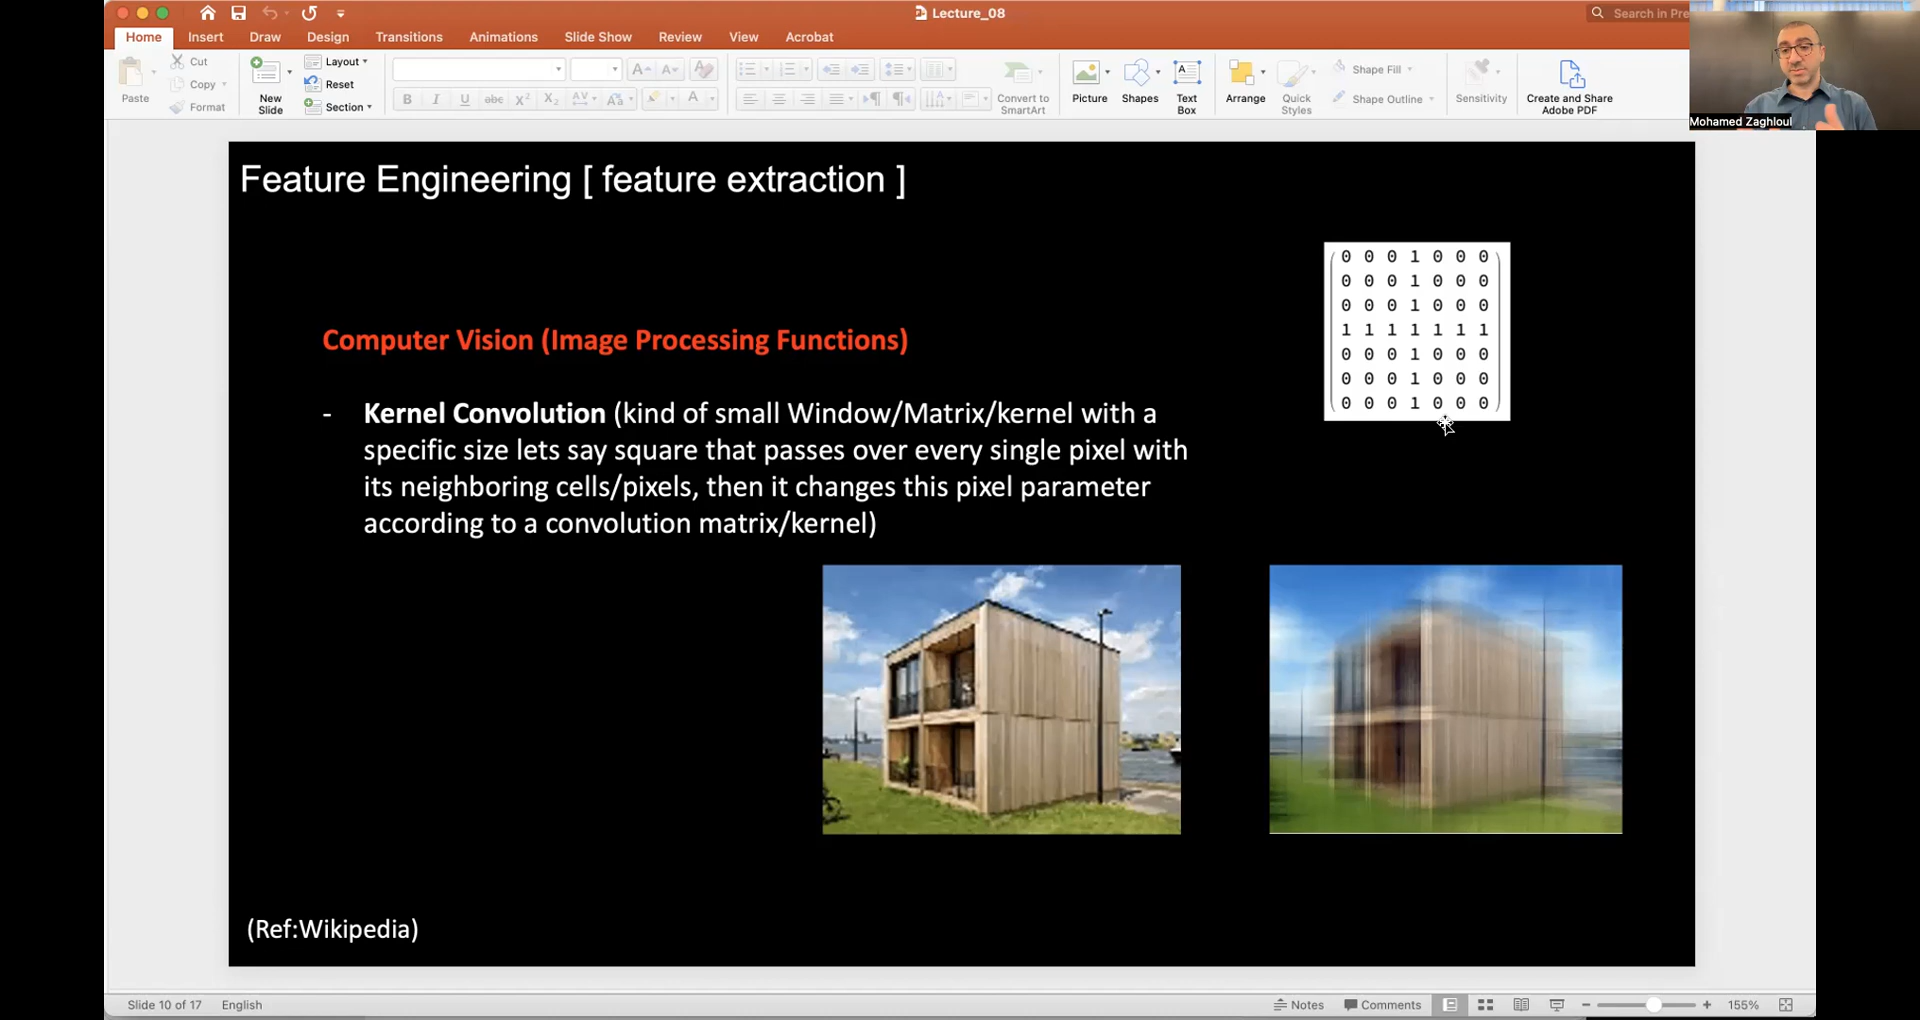 Lecture_08
Search in Pre
Home Insert Draw Design Transitions Animations Slide Show Review View Acrobat
Paste
Cut
Copy
Format
New Slide
Layout
Reset
Section
B I U abc X² X₂ AV Aa A
Convert to SmartArt
Picture
Shapes
Text Box
Arrange
Quick Styles
Shape Fill
Shape Outline
Sensitivity
Create and Share Adobe PDF
Mohamed Zaghloul
Feature Engineering [ feature extraction ]
0 0 0 1 0 0 0
0 0 0 1 0 0 0
0 0 0 1 0 0 0
1 1 1 1 1 1 1
0 0 0 1 0 0 0
0 0 0 1 0 0 0
0 0 0 1 0 0 0
Computer Vision (Image Processing Functions)
- Kernel Convolution (kind of small Window/Matrix/kernel with a
specific size lets say square that passes over every single pixel with
its neighboring cells/pixels, then it changes this pixel parameter
according to a convolution matrix/kernel)
(Ref:Wikipedia)
Slide 10 of 17 English Notes Comments 155%